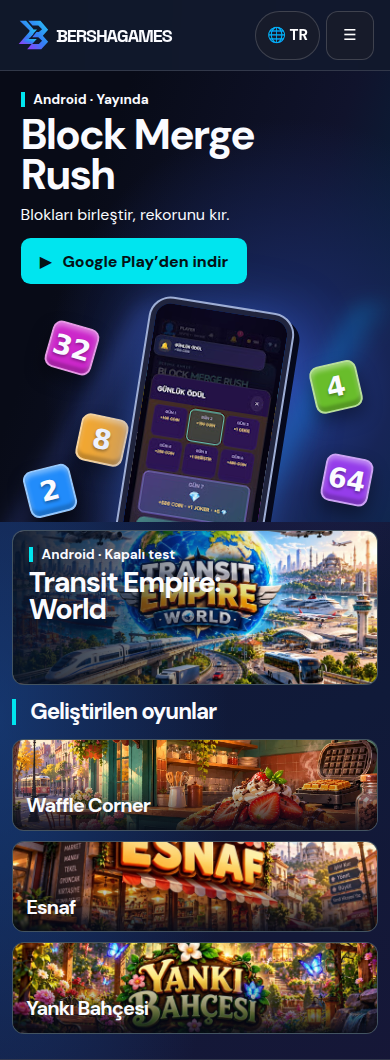 BERSHAGAMES
🌐 TR
☰
Android · Yayında
Block Merge
Rush
Blokları birleştir, rekorunu kır.
▶ Google Play’den indir
32
4
8
64
2
GÜNLÜK ÖDÜL
BLOCK MERGE RUSH
GÜNLÜK ÖDÜL
×
GÜN 7
Android · Kapalı test
Transit Empire:
World
TRANSIT
EMPIRE
WORLD
Geliştirilen oyunlar
Waffle Corner
ESNAF
Esnaf
YANKI
BAHÇESİ
Yankı Bahçesi